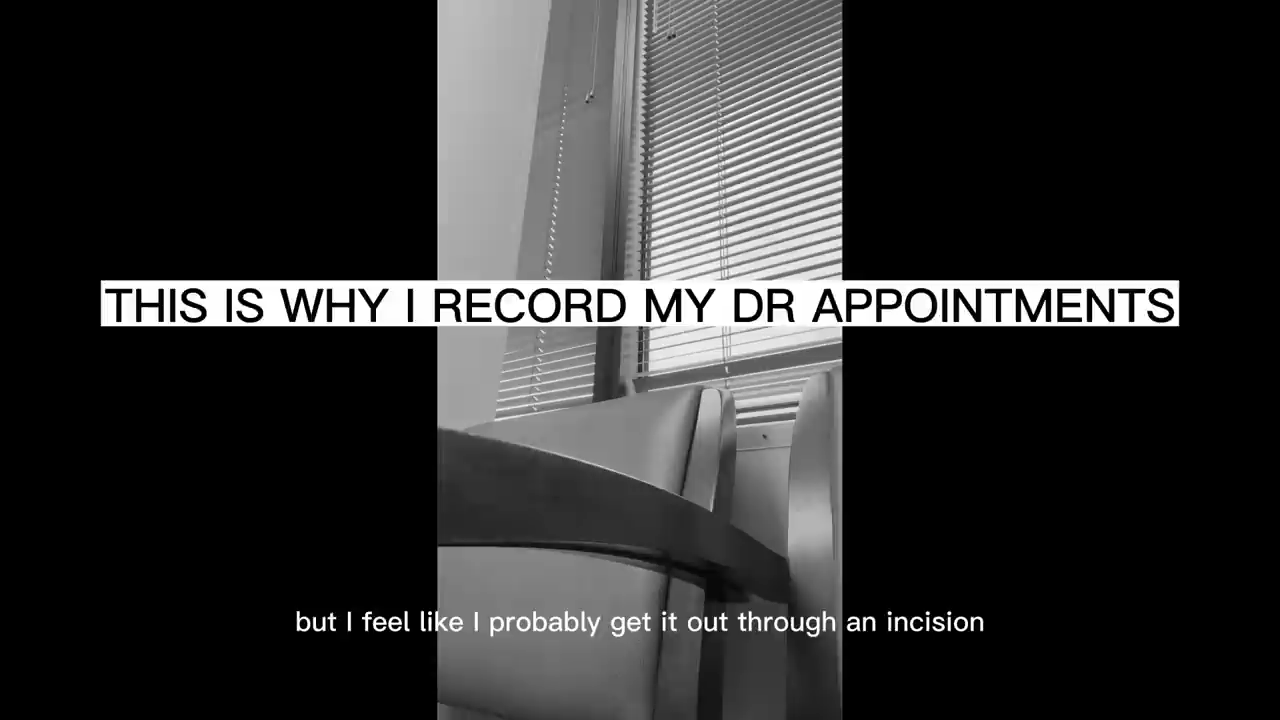 THIS IS WHY I RECORD MY DR APPOINTMENTS
but I feel like I probably get it out through an incision